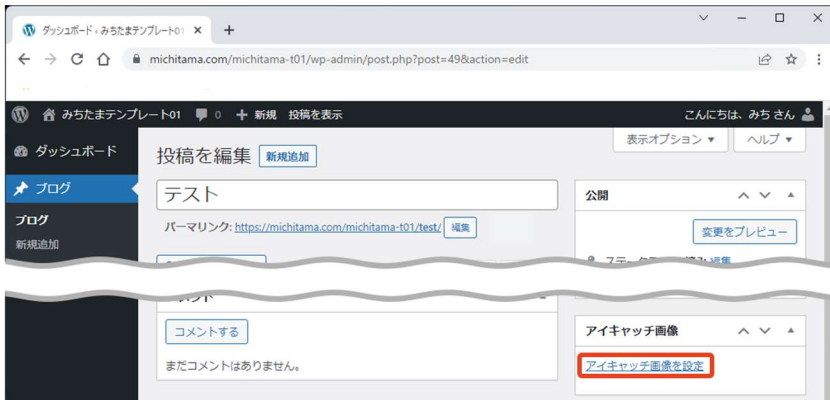 ダッシュボード ‹ みちたまテンプレート01
michitama.com/michitama-t01/wp-admin/post.php?post=49&action=edit
みちたまテンプレート01 0 新規 投稿を表示 こんにちは、みち さん
表示オプション ヘルプ
ダッシュボード
投稿を編集 新規追加
ブログ
テスト
公開
パーマリンク: https://michitama.com/michitama-t01/test/ 編集
変更をプレビュー
ブログ
新規追加
編集
コメントする
まだコメントはありません。
アイキャッチ画像
アイキャッチ画像を設定